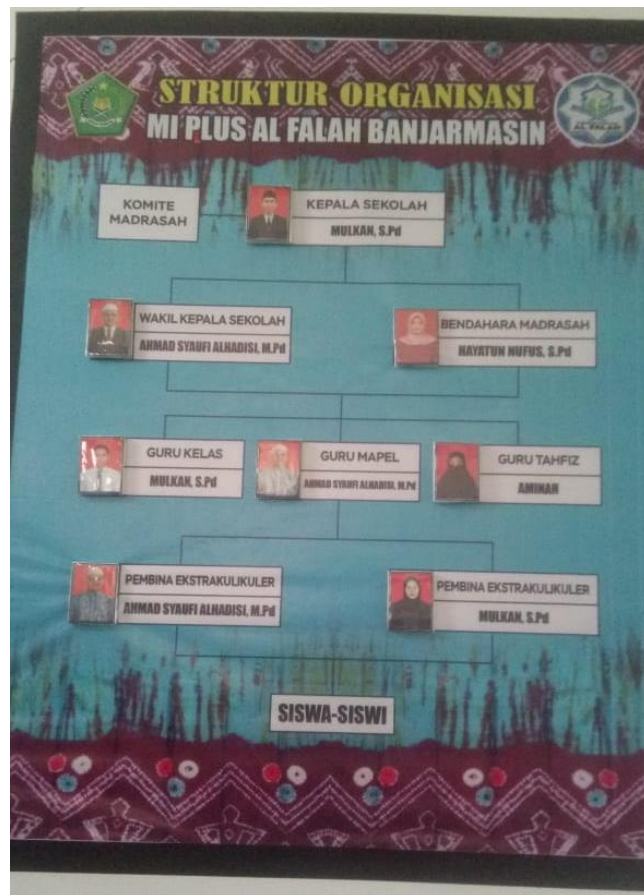 STRUKTUR ORGANISASI
MI PLUS AL FALAH BANJARMASIN
AL FALAH
KOMITE
MADRASAH
KEPALA SEKOLAH
MULKAN, S.Pd
WAKIL KEPALA SEKOLAH
AHMAD SYAUFI ALHADISI, M.Pd
BENDAHARA MADRASAH
HAYATUN NUFUS, S.Pd
GURU KELAS
MULKAN, S.Pd
GURU MAPEL
AHMAD SYAUFI ALHADISI, M.Pd
GURU TAHFIZ
AMINAH
PEMBINA EKSTRAKULIKULER
AHMAD SYAUFI ALHADISI, M.Pd
PEMBINA EKSTRAKULIKULER
MULKAN, S.Pd
SISWA-SISWI